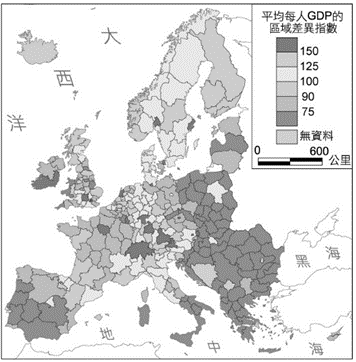 大
西
洋
平均每人GDP的
區域差異指數
150
125
100
90
75
無資料
0 600
公里
黑
海
地
中
海